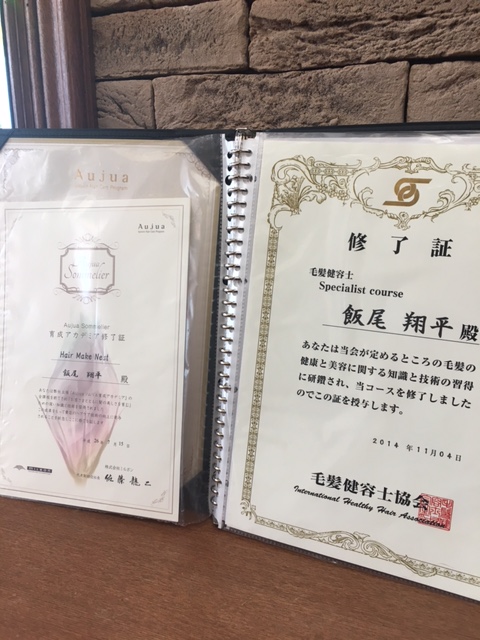 Aujua
Aujua
Sommelier
Aujua Sommelier
育成アカデミア修了証
Hair Make Nest
飯尾 翔平 殿
修了証
毛髪健容士
Specialist course
飯尾 翔平 殿
あなたは当会が定めるところの毛髪の
健康と美容に関する知識と技術の習得
に研鑽され、当コースを修了しました
のでこの証を授与します。
2014 年11月04日
毛髪健容士協会
International Healthy Hair Association